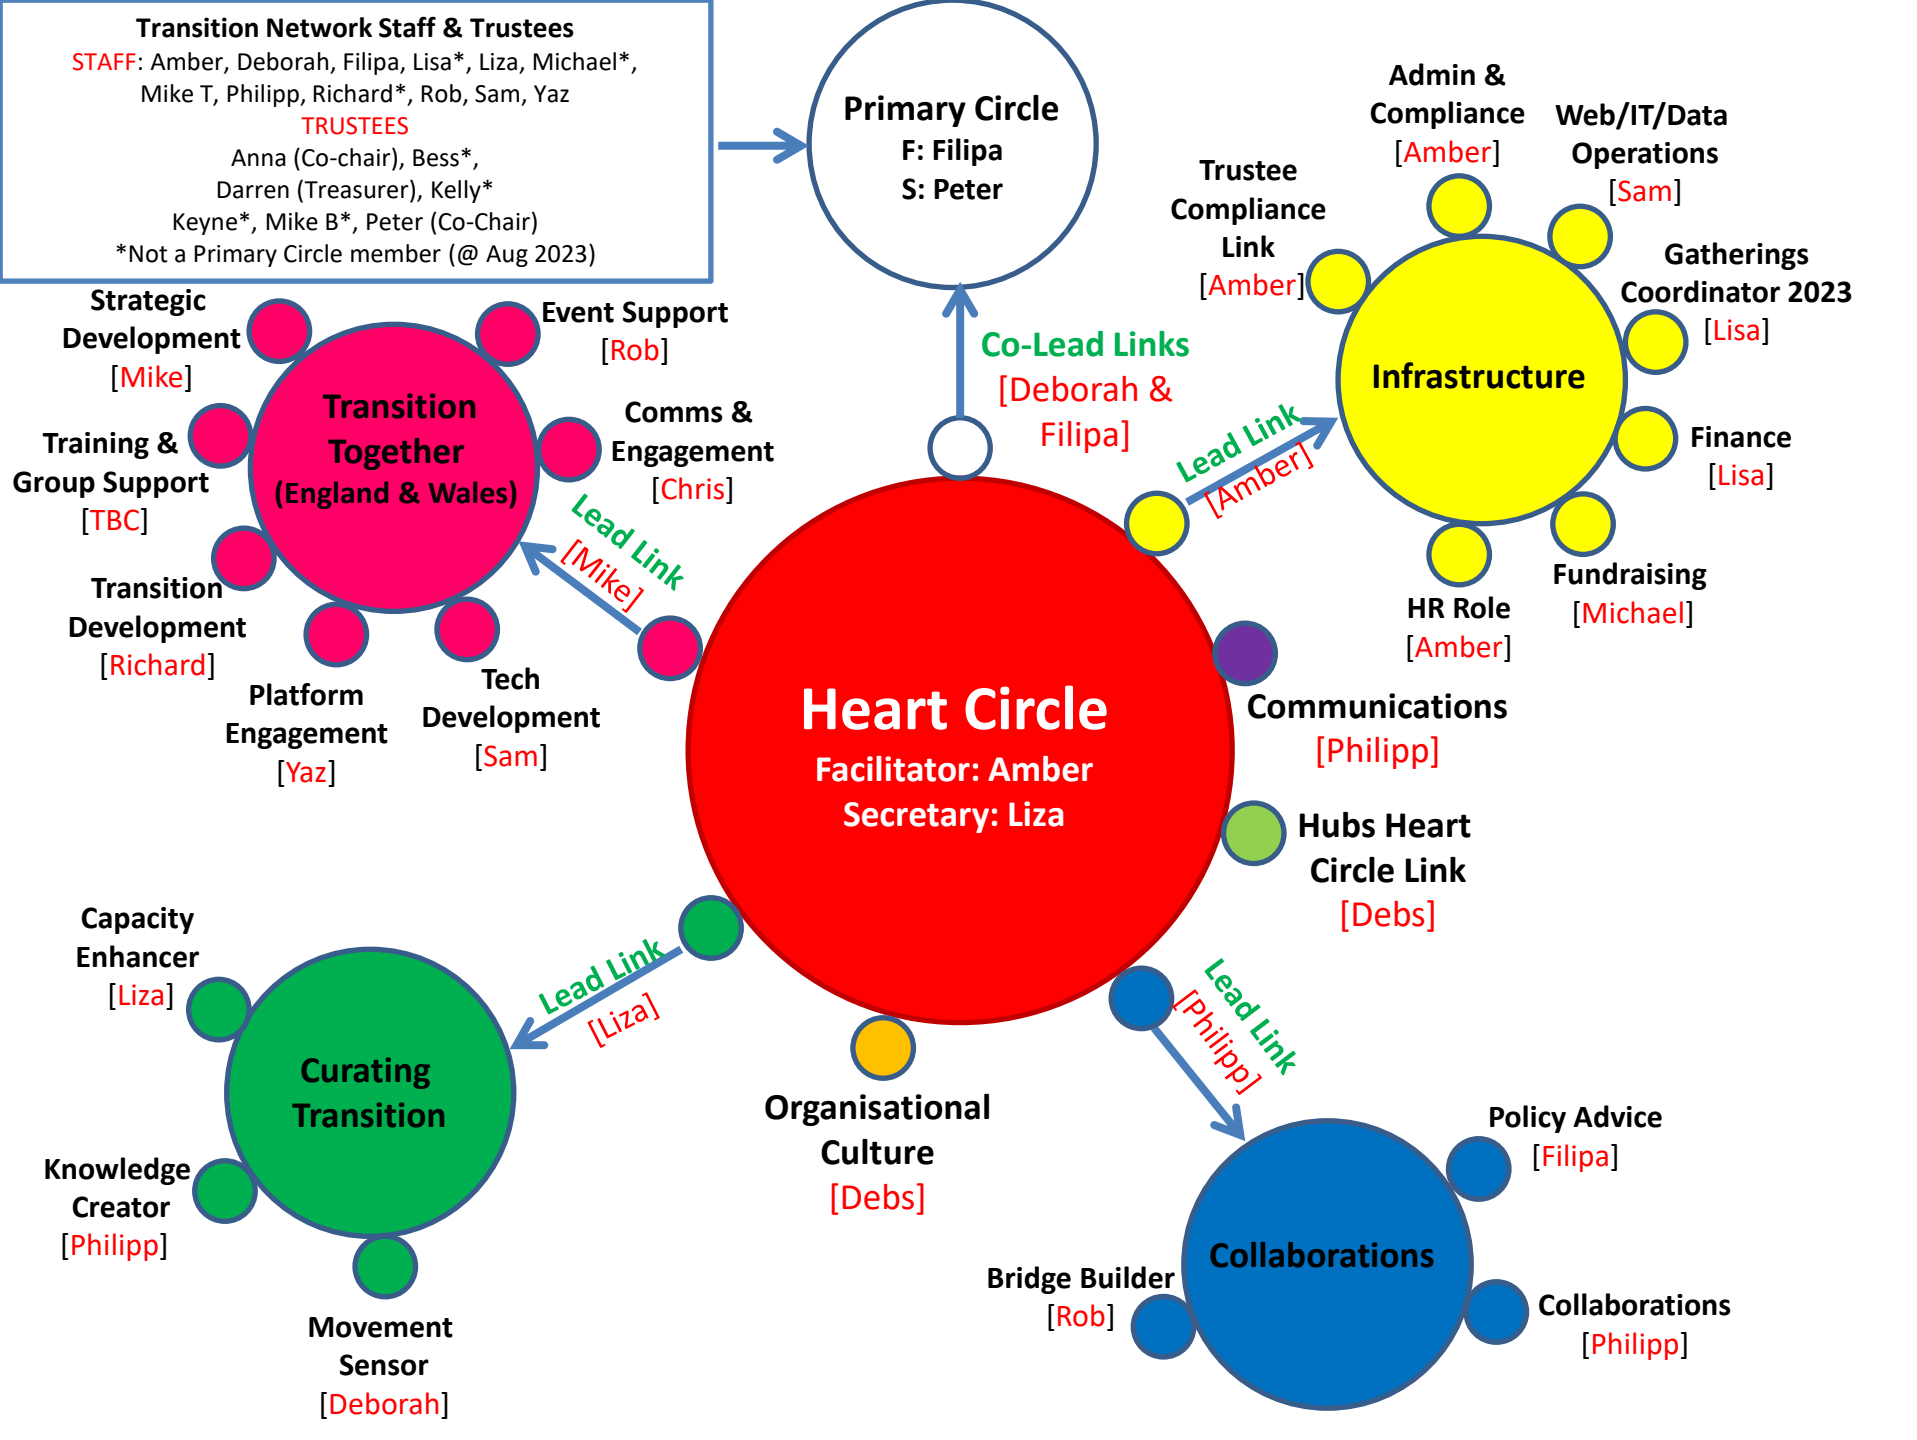 Transition Network Staff & Trustees
STAFF: Amber, Deborah, Filipa, Lisa*, Liza, Michael*,
Mike T, Philipp, Richard*, Rob, Sam, Yaz
TRUSTEES
Anna (Co-chair), Bess*,
Darren (Treasurer), Kelly*
Keyne*, Mike B*, Peter (Co-Chair)
*Not a Primary Circle member (@ Aug 2023)
Primary Circle
F: Filipa
S: Peter
Co-Lead Links
[Deborah &
Filipa]
Admin &
Compliance
[Amber]
Web/IT/Data
Operations
[Sam]
Trustee
Compliance
Link
[Amber]
Gatherings
Coordinator 2023
[Lisa]
Infrastructure
Finance
[Lisa]
Fundraising
[Michael]
HR Role
[Amber]
Lead Link
[Amber]
Strategic
Development
[Mike]
Event Support
[Rob]
Transition
Together
(England & Wales)
Comms &
Engagement
[Chris]
Training &
Group Support
[TBC]
Transition
Development
[Richard]
Platform
Engagement
[Yaz]
Tech
Development
[Sam]
Lead Link
[Mike]
Heart Circle
Facilitator: Amber
Secretary: Liza
Communications
[Philipp]
Hubs Heart
Circle Link
[Debs]
Lead Link
[Philipp]
Organisational
Culture
[Debs]
Lead Link
[Liza]
Capacity
Enhancer
[Liza]
Curating
Transition
Knowledge
Creator
[Philipp]
Movement
Sensor
[Deborah]
Policy Advice
[Filipa]
Collaborations
Bridge Builder
[Rob]
Collaborations
[Philipp]